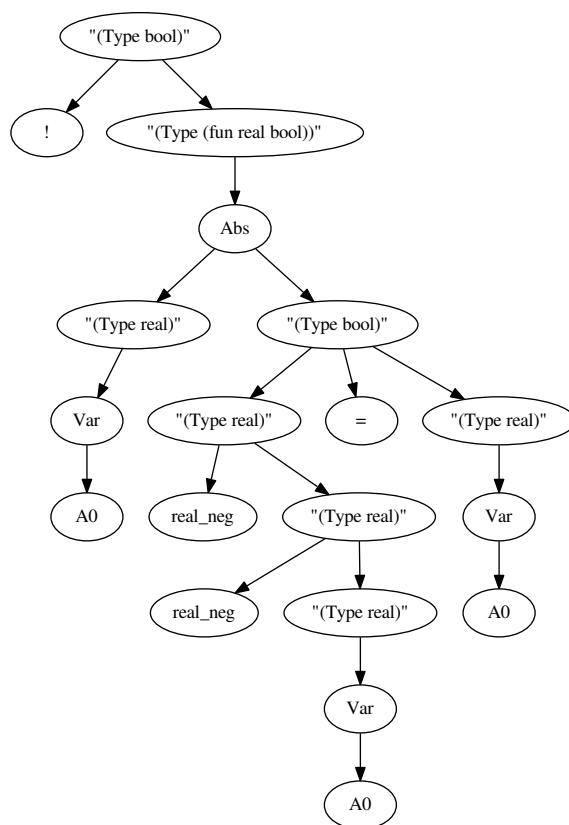 "(Type bool)"
!
"(Type (fun real bool))"
Abs
"(Type real)"
"(Type bool)"
Var
"(Type real)"
=
"(Type real)"
A0
real_neg
"(Type real)"
Var
real_neg
"(Type real)"
A0
Var
A0